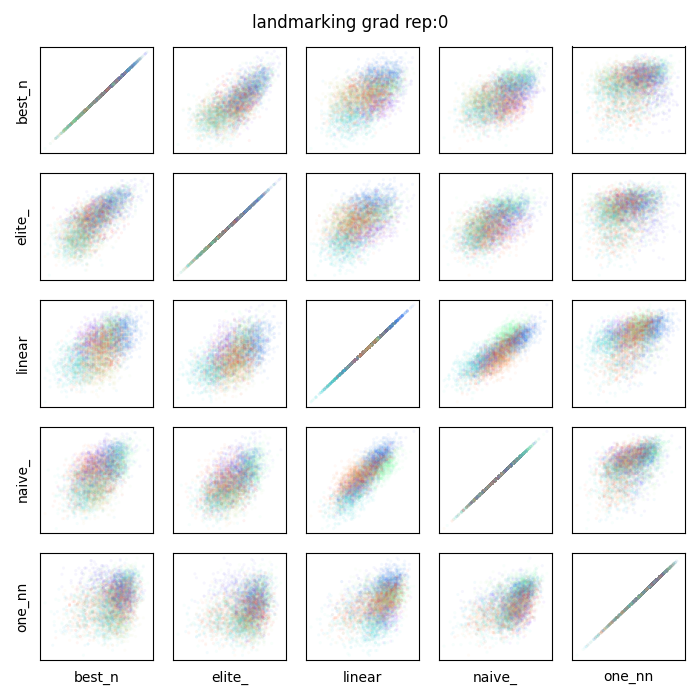 landmarking grad rep:0
best_n
elite_
linear
naive_
one_nn
best_n
elite_
linear
naive_
one_nn